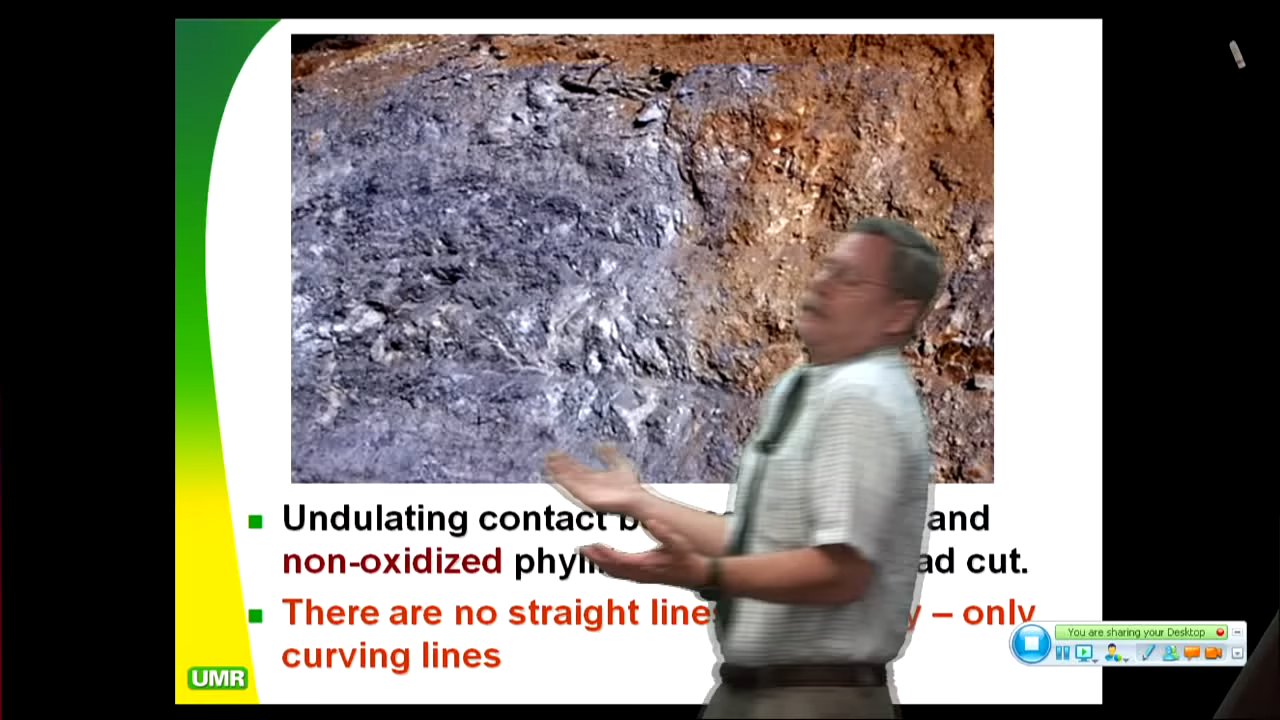 Undulating contact and
non-oxidized cut.
There are no straight – only
curving lines
UMR
You are sharing your Desktop